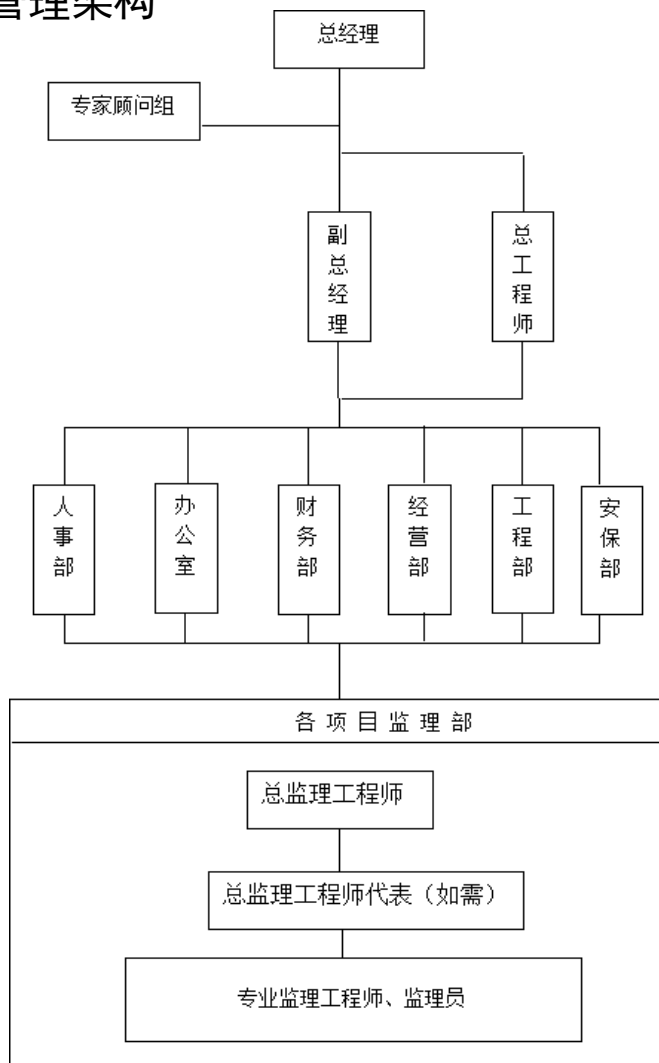 管理架构
总经理
专家顾问组
副总经理
总工程师
人事部
办公室
财务部
经营部
工程部
安保部
各项目监理部
总监理工程师
总监理工程师代表（如需）
专业监理工程师、监理员